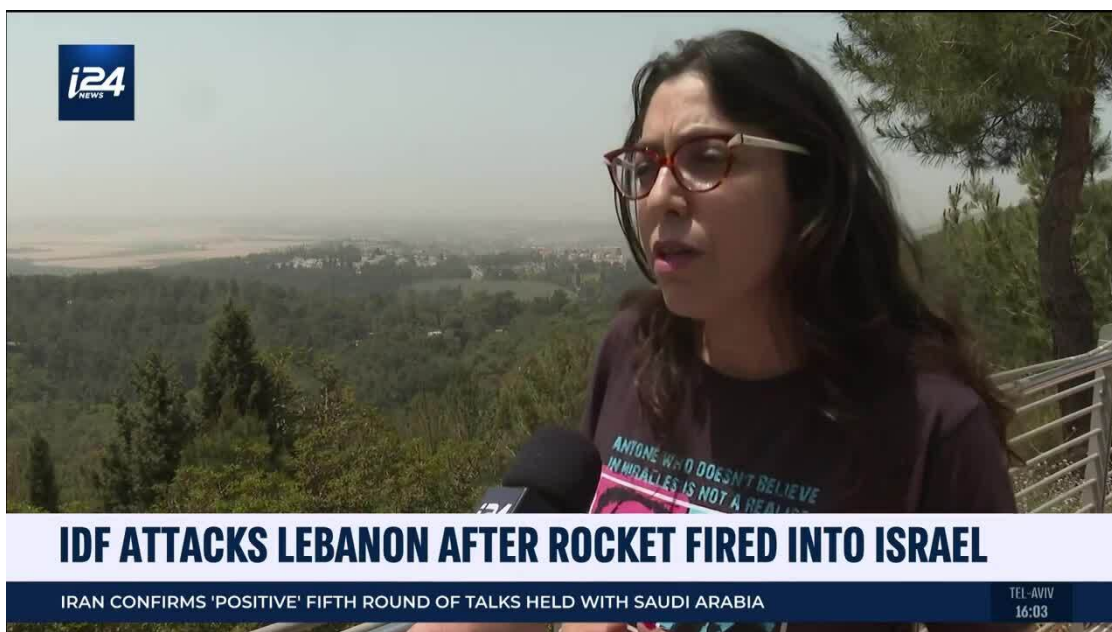 i24
NEWS
ANYONE WHO DOESN'T BELIEVE
IN MIRACLES IS NOT A REALIST
i24
IDF ATTACKS LEBANON AFTER ROCKET FIRED INTO ISRAEL
IRAN CONFIRMS 'POSITIVE' FIFTH ROUND OF TALKS HELD WITH SAUDI ARABIA
TEL-AVIV
16:03